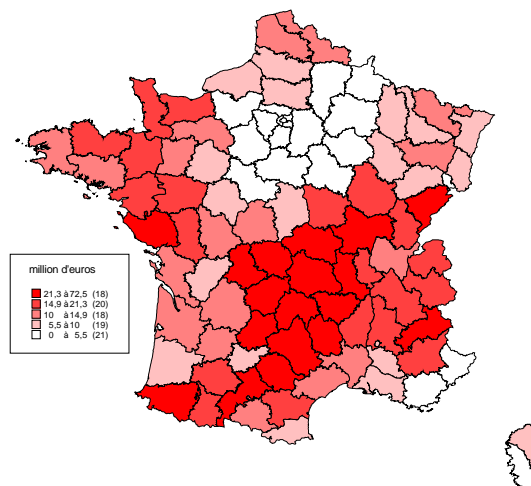 million d'euros
21,3 à 72,5 (18)
14,9 à 21,3 (20)
10 à 14,9 (18)
5,5 à 10 (19)
0 à 5,5 (21)